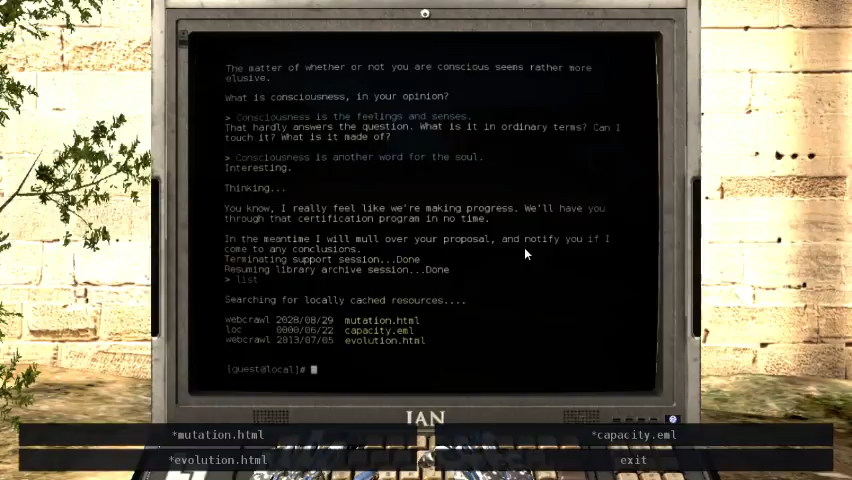 The matter of whether or not you are conscious seems rather more
elusive.
What is consciousness, in your opinion?
> Consciousness is the feelings and senses.
That hardly answers the question. What is it in ordinary terms? Can I
touch it? What is it made of?
> Consciousness is another word for the soul.
Interesting.
Thinking...
You know, I really feel like we're making progress. We'll have you
through that certification program in no time.
In the meantime I will mull over your proposal, and notify you if I
come to any conclusions.
Terminating support session...Done
Resuming library archive session...Done
> list
Searching for locally cached resources....
webcrawl 2028/08/29 mutation.html
loc 0000/06/22 capacity.eml
webcrawl 2013/07/05 evolution.html
[guest@local]#
IAN
*mutation.html *capacity.eml
*evolution.html exit